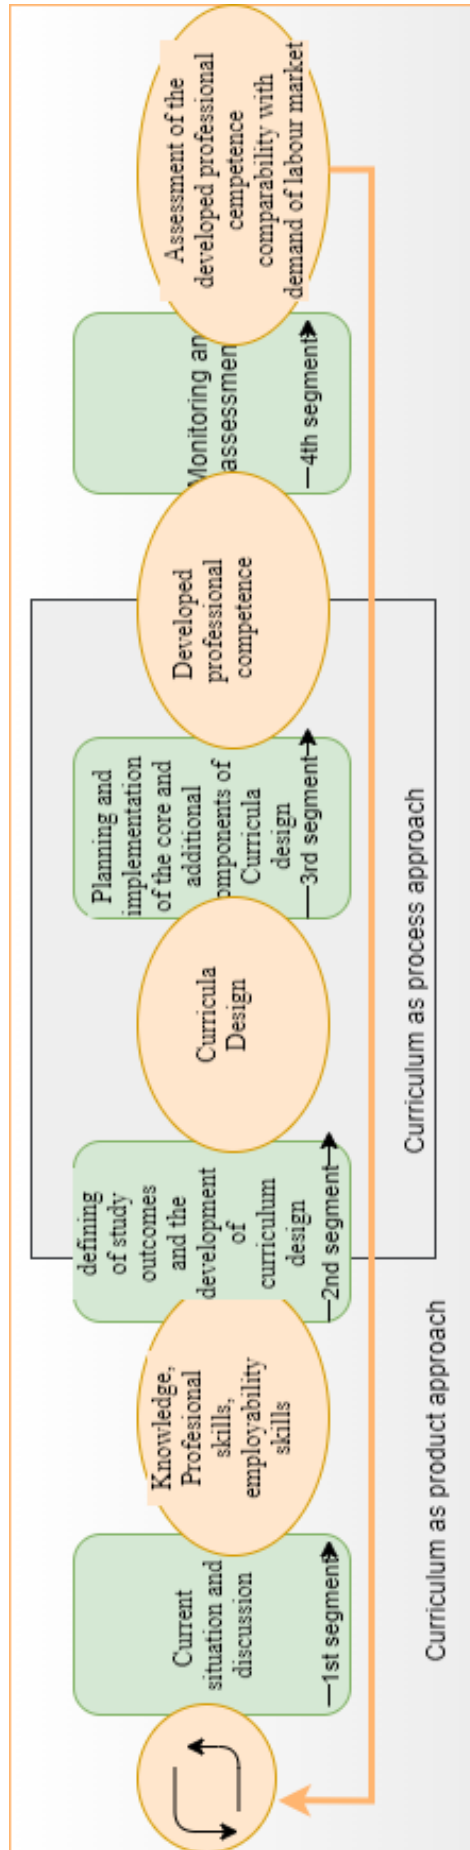 Current
situation and
discussion
1st segment
Knowledge,
Profesional
skills,
employability
skills
defining
of study
outcomes
and the
development
of
curriculum
design
2nd segment
Curricula
Design
Planning and
implementation
of the core and
additional
omponents of
Curricula
design
3rd segment
Developed
professional
competence
Monitoring an
assessmen
4th segment
Assessment of the
developed professional
cempetence
comparability with
demand of labour market
Curriculum as process approach
Curriculum as product approach